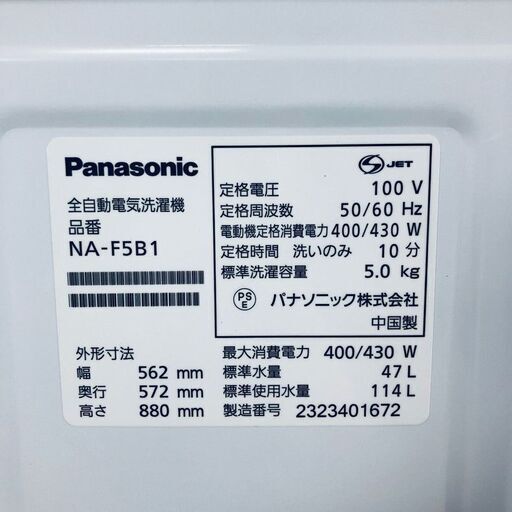 Panasonic
全自動電気洗濯機
品番
NA-F5B1
外形寸法
幅 562 mm
奥行 572 mm
高さ 880 mm
S JET
定格電圧 100 V
定格周波数 50/60 Hz
電動機定格消費電力 400/430 W
定格時間 洗いのみ 10 分
標準洗濯容量 5.0 kg
PSE パナソニック株式会社
中国製
最大消費電力 400/430 W
標準水量 47 L
標準使用水量 114 L
製造番号 2323401672